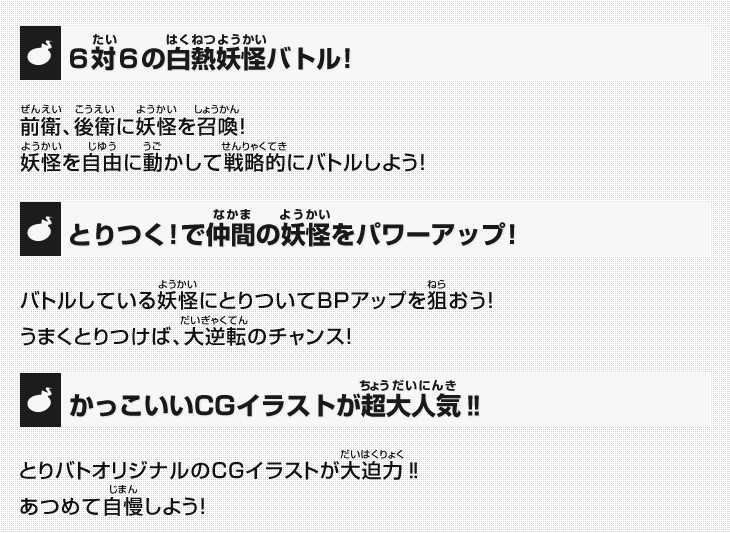 ６対６の白熱妖怪バトル！
前衛、後衛に妖怪を召喚！
妖怪を自由に動かして戦略的にバトルしよう！
とりつく！で仲間の妖怪をパワーアップ！
バトルしている妖怪にとりついてBPアップを狙おう！
うまくとりつけば、大逆転のチャンス！
かっこいいCGイラストが超大人気！！
とりバトオリジナルのCGイラストが大迫力！！
あつめて自慢しよう！